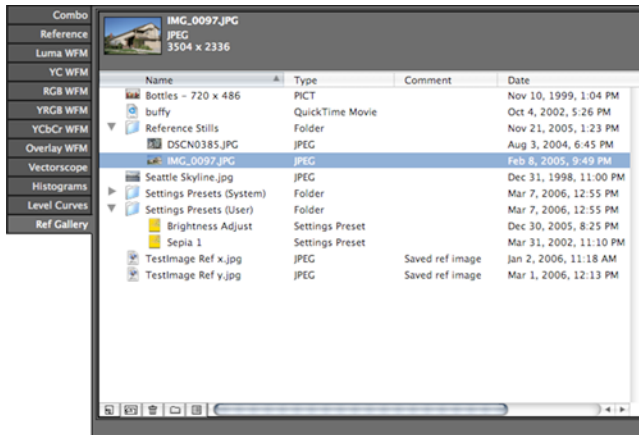 Combo
Reference
Luma WFM
YC WFM
RGB WFM
YRGB WFM
YCbCr WFM
Overlay WFM
Vectorscope
Histograms
Level Curves
Ref Gallery
IMG_0097.JPG
JPEG
3504 x 2336
Name Type Comment Date
Bottles – 720 x 486 PICT Nov 10, 1999, 1:04 PM
buffy QuickTime Movie Oct 4, 2002, 5:26 PM
Reference Stills Folder Nov 21, 2005, 1:23 PM
DSCN0385.JPG JPEG Aug 3, 2004, 6:45 PM
IMG_0097.JPG JPEG Feb 8, 2005, 9:49 PM
Seattle Skyline.jpg JPEG Dec 31, 1998, 11:00 PM
Settings Presets (System) Folder Mar 7, 2006, 12:55 PM
Settings Presets (User) Folder Mar 7, 2006, 12:55 PM
Brightness Adjust Settings Preset Dec 30, 2005, 8:25 PM
Sepia 1 Settings Preset Mar 31, 2002, 11:10 PM
TestImage Ref x.jpg JPEG Saved ref image Jan 2, 2006, 11:18 AM
TestImage Ref y.jpg JPEG Saved ref image Mar 1, 2006, 12:13 PM